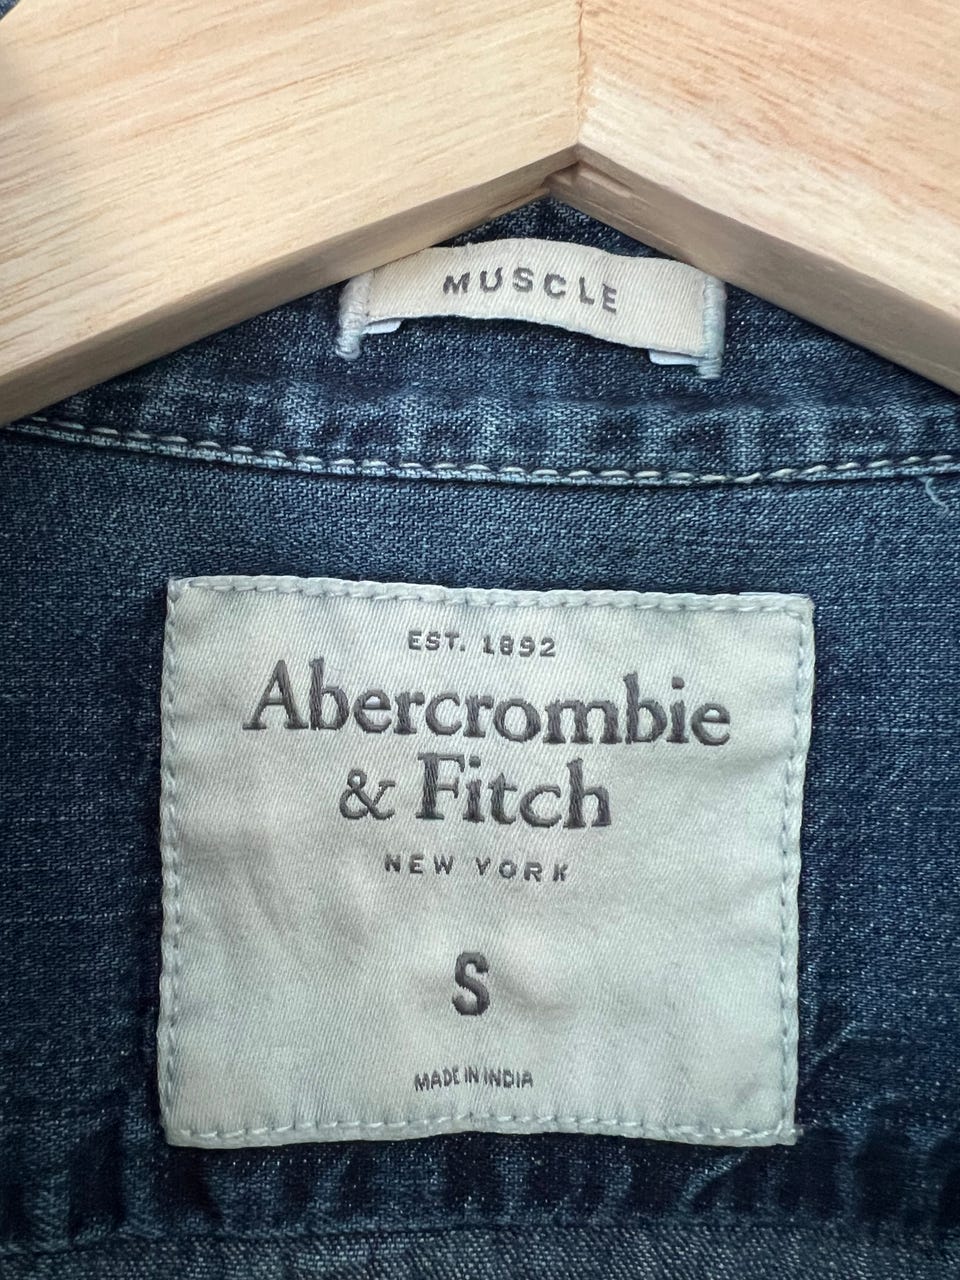 MUSCLE
EST. 1892
Abercrombie
& Fitch
NEW YORK
S
MADE IN INDIA